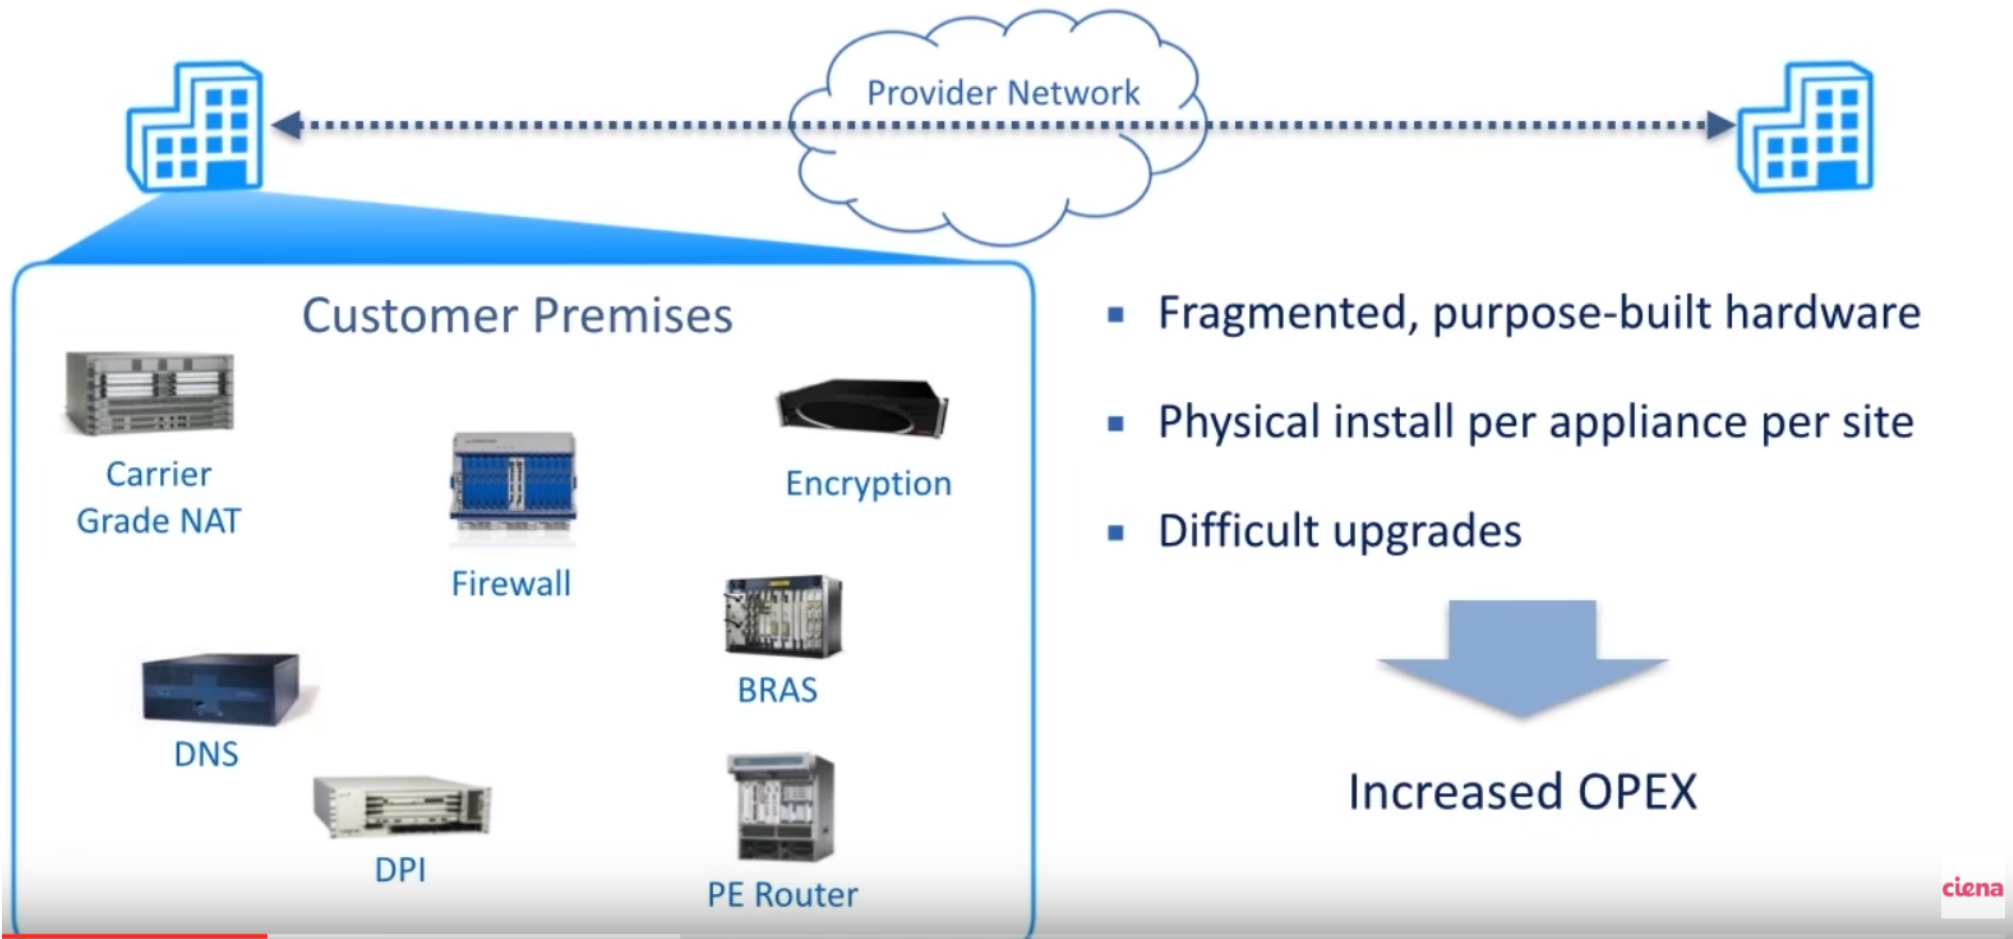 Provider Network
Customer Premises
Carrier
Grade NAT
Firewall
Encryption
BRAS
DNS
DPI
PE Router
Fragmented, purpose-built hardware
Physical install per appliance per site
Difficult upgrades
Increased OPEX
ciena